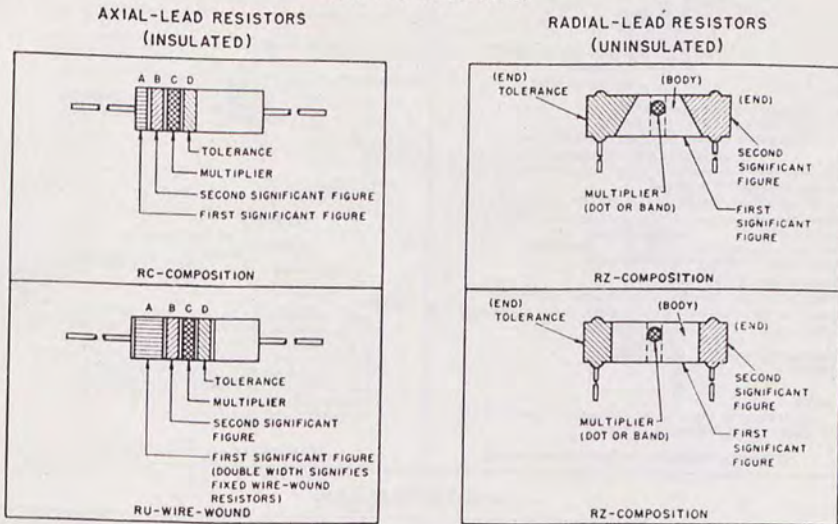 AXIAL-LEAD RESISTORS
(INSULATED)
A B C D
TOLERANCE
MULTIPLIER
SECOND SIGNIFICANT FIGURE
FIRST SIGNIFICANT FIGURE
RC-COMPOSITION
A B C D
TOLERANCE
MULTIPLIER
SECOND SIGNIFICANT
FIGURE
FIRST SIGNIFICANT FIGURE
(DOUBLE WIDTH SIGNIFIES
FIXED WIRE-WOUND
RESISTORS)
RU-WIRE-WOUND
RADIAL-LEAD RESISTORS
(UNINSULATED)
(END)
TOLERANCE
(BODY)
(END)
SECOND
SIGNIFICANT
FIGURE
MULTIPLIER
(DOT OR BAND)
FIRST
SIGNIFICANT
FIGURE
RZ-COMPOSITION
(END)
TOLERANCE
(BODY)
(END)
SECOND
SIGNIFICANT
FIGURE
MULTIPLIER
(DOT OR BAND)
FIRST
SIGNIFICANT
FIGURE
RZ-COMPOSITION